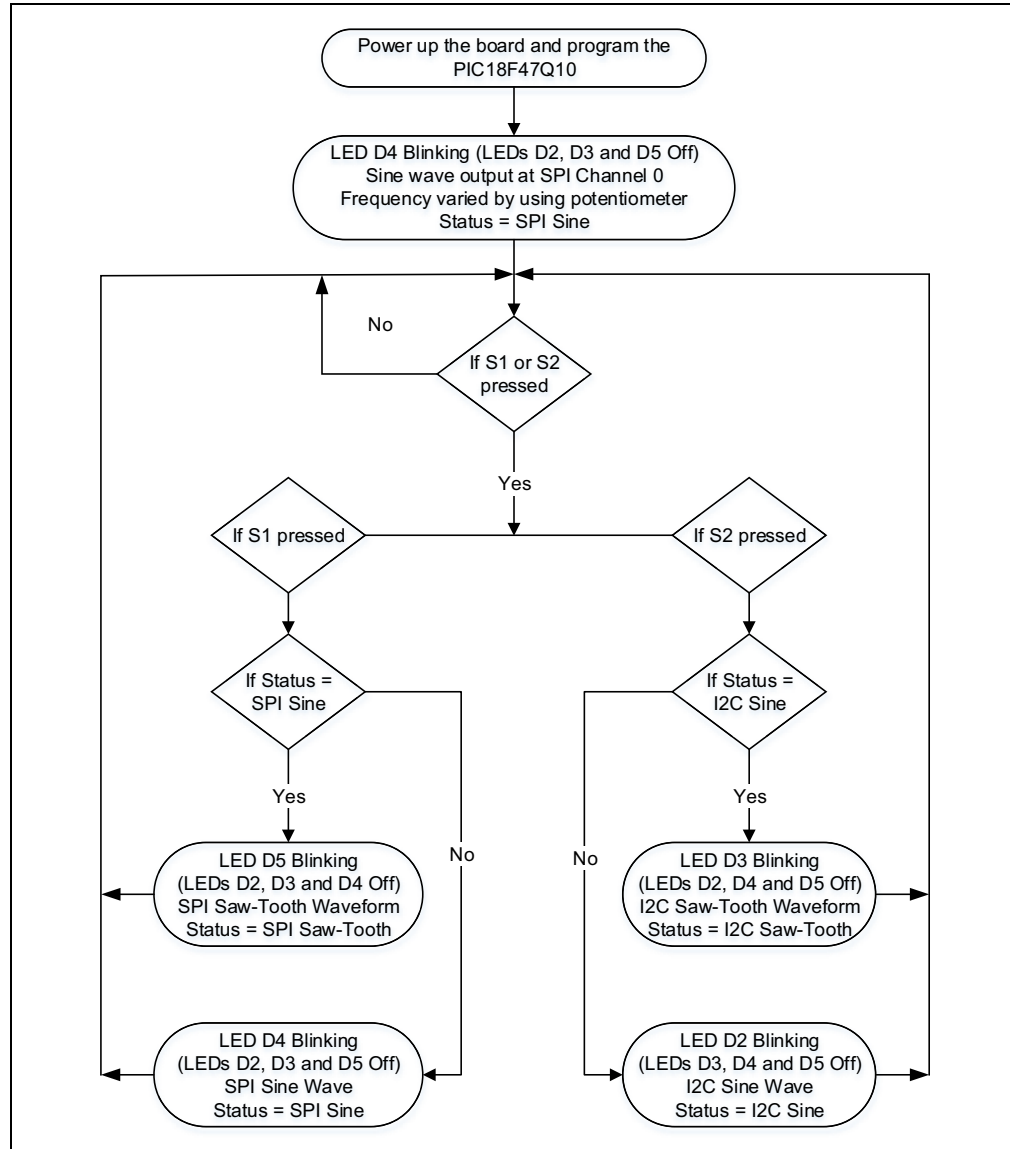 Power up the board and program the
PIC18F47Q10
LED D4 Blinking (LEDs D2, D3 and D5 Off)
Sine wave output at SPI Channel 0
Frequency varied by using potentiometer
Status = SPI Sine
No
If S1 or S2
pressed
Yes
If S1 pressed
If S2 pressed
If Status =
SPI Sine
If Status =
I2C Sine
Yes
Yes
No
No
LED D5 Blinking
(LEDs D2, D3 and D4 Off)
SPI Saw-Tooth Waveform
Status = SPI Saw-Tooth
LED D3 Blinking
(LEDs D2, D4 and D5 Off)
I2C Saw-Tooth Waveform
Status = I2C Saw-Tooth
LED D4 Blinking
(LEDs D2, D3 and D5 Off)
SPI Sine Wave
Status = SPI Sine
LED D2 Blinking
(LEDs D3, D4 and D5 Off)
I2C Sine Wave
Status = I2C Sine